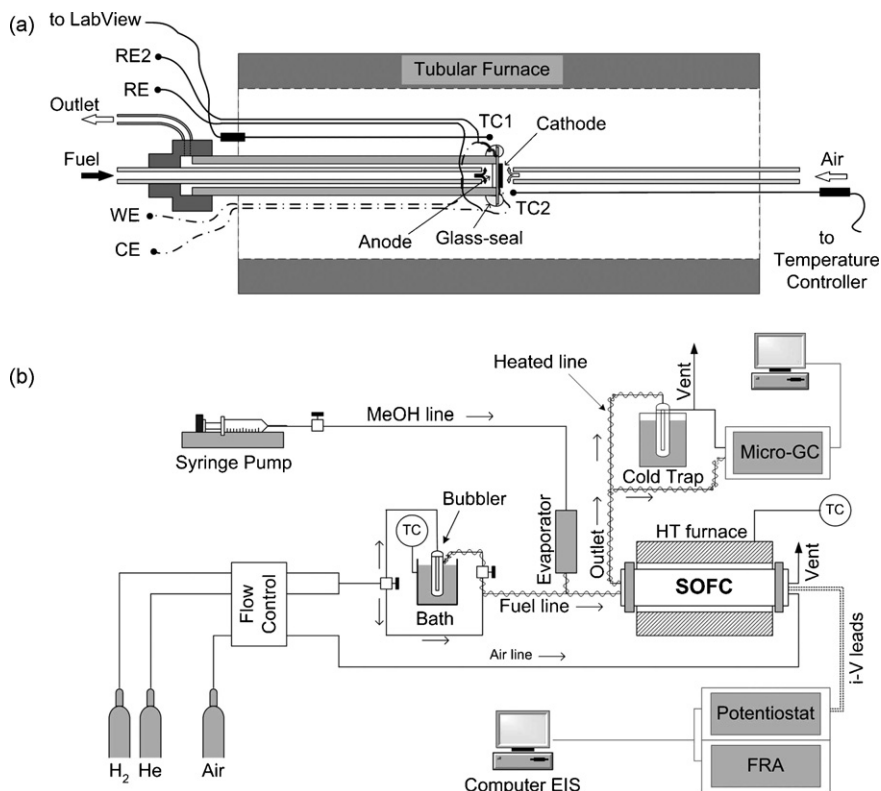 (a)
to LabView
RE2
RE
Outlet
Fuel
WE
CE
Tubular Furnace
TC1
Cathode
Air
TC2
Anode
Glass-seal
to
Temperature
Controller
(b)
Heated line
Vent
MeOH line
Syringe Pump
Cold Trap
Micro-GC
Bubbler
TC
Evaporator
Outlet
HT furnace
TC
Flow
Control
Bath
Fuel line
SOFC
Vent
Air line
i-V leads
H2
He
Air
Potentiostat
FRA
Computer EIS